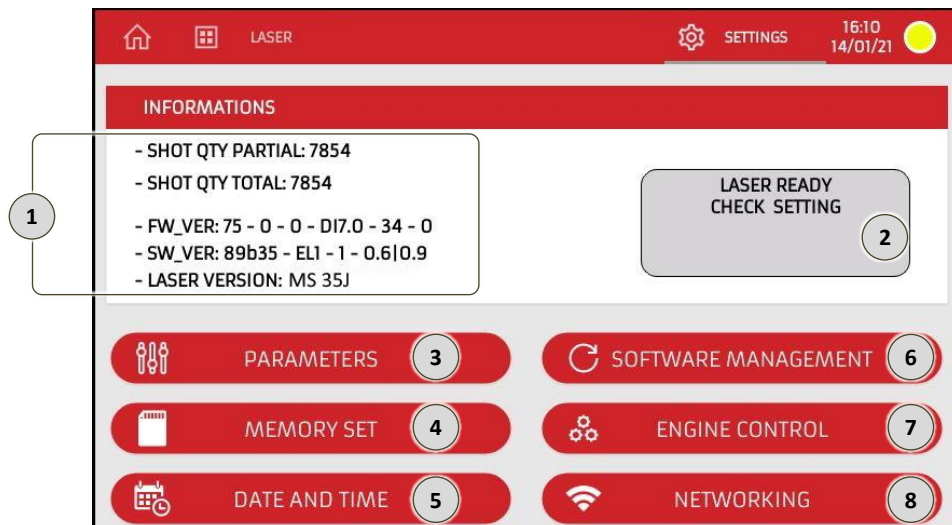 LASER
SETTINGS
16:10
14/01/21
INFORMATIONS
- SHOT QTY PARTIAL: 7854
- SHOT QTY TOTAL: 7854
1
- FW_VER: 75 - 0 - 0 - DI7.0 - 34 - 0
- SW_VER: 89b35 - EL1 - 1 - 0.6|0.9
- LASER VERSION: MS 35J
LASER READY
CHECK SETTING
2
PARAMETERS 3
SOFTWARE MANAGEMENT 6
MEMORY SET 4
ENGINE CONTROL 7
DATE AND TIME 5
NETWORKING 8